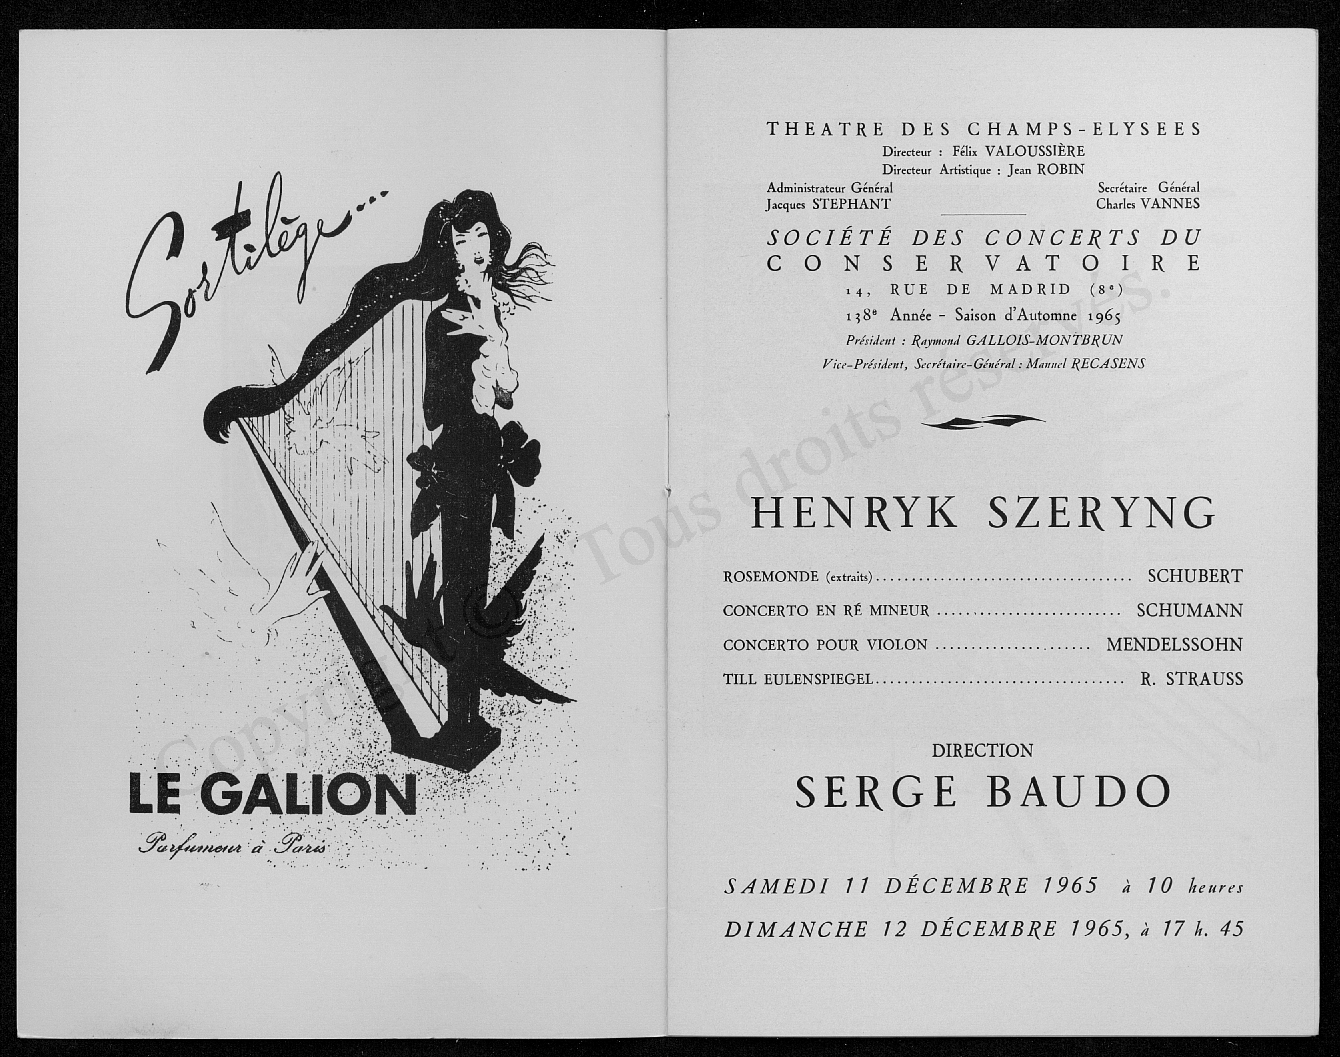 Sortilège...
LE GALION
Parfumeur à Paris
THEATRE DES CHAMPS-ELYSEES
Directeur : Félix VALOUSSIÈRE
Directeur Artistique : Jean ROBIN
Administrateur Général
Jacques STEPHANT
Secrétaire Général
Charles VANNES
SOCIÉTÉ DES CONCERTS DU
CONSERVATOIRE
14, RUE DE MADRID (8e)
138e Année - Saison d'Automne 1965
Président : Raymond GALLOIS-MONTBRUN
Vice-Président, Secrétaire-Général : Manuel RECASENS
HENRYK SZERYNG
ROSEMONDE (extraits).................................... SCHUBERT
CONCERTO EN RÉ MINEUR .......................... SCHUMANN
CONCERTO POUR VIOLON ...................... MENDELSSOHN
TILL EULENSPIEGEL................................... R. STRAUSS
DIRECTION
SERGE BAUDO
SAMEDI 11 DÉCEMBRE 1965 à 10 heures
DIMANCHE 12 DÉCEMBRE 1965, à 17 h. 45
Copyright © Tous droits réservés.